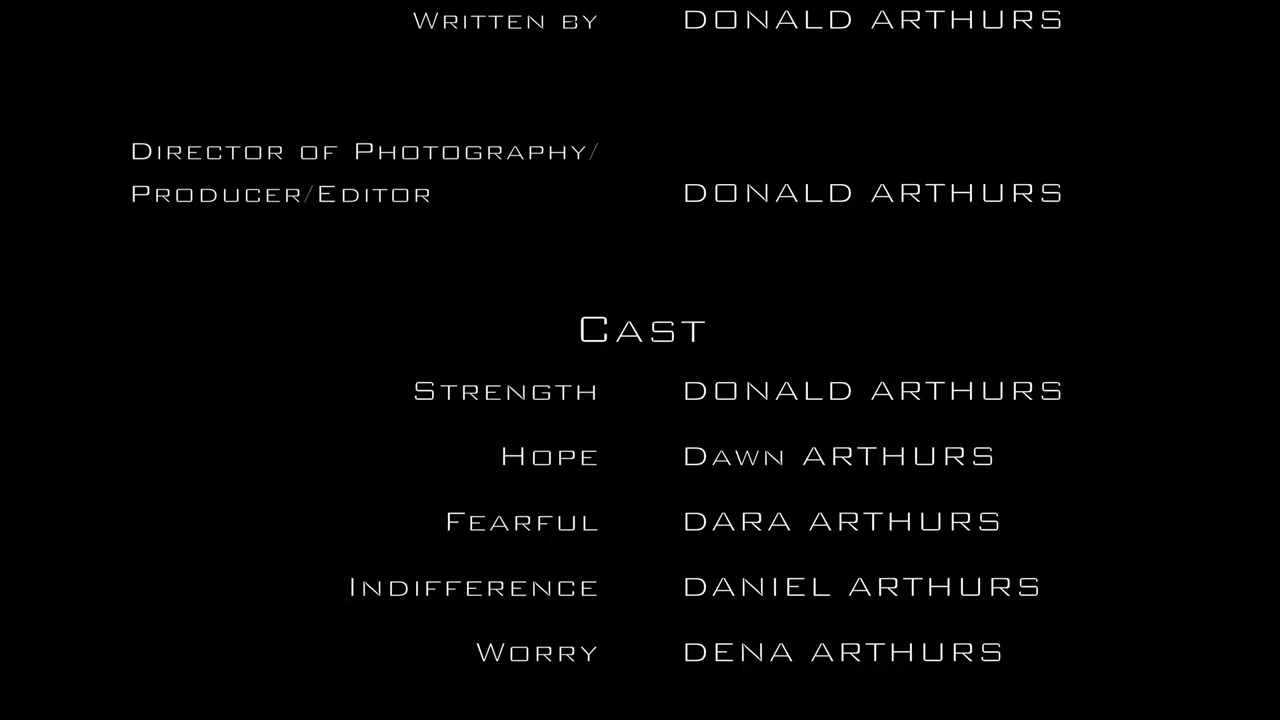 Written by DONALD ARTHURS
Director of Photography/
Producer/Editor DONALD ARTHURS
Cast
Strength DONALD ARTHURS
Hope Dawn ARTHURS
Fearful DARA ARTHURS
Indifference DANIEL ARTHURS
Worry DENA ARTHURS